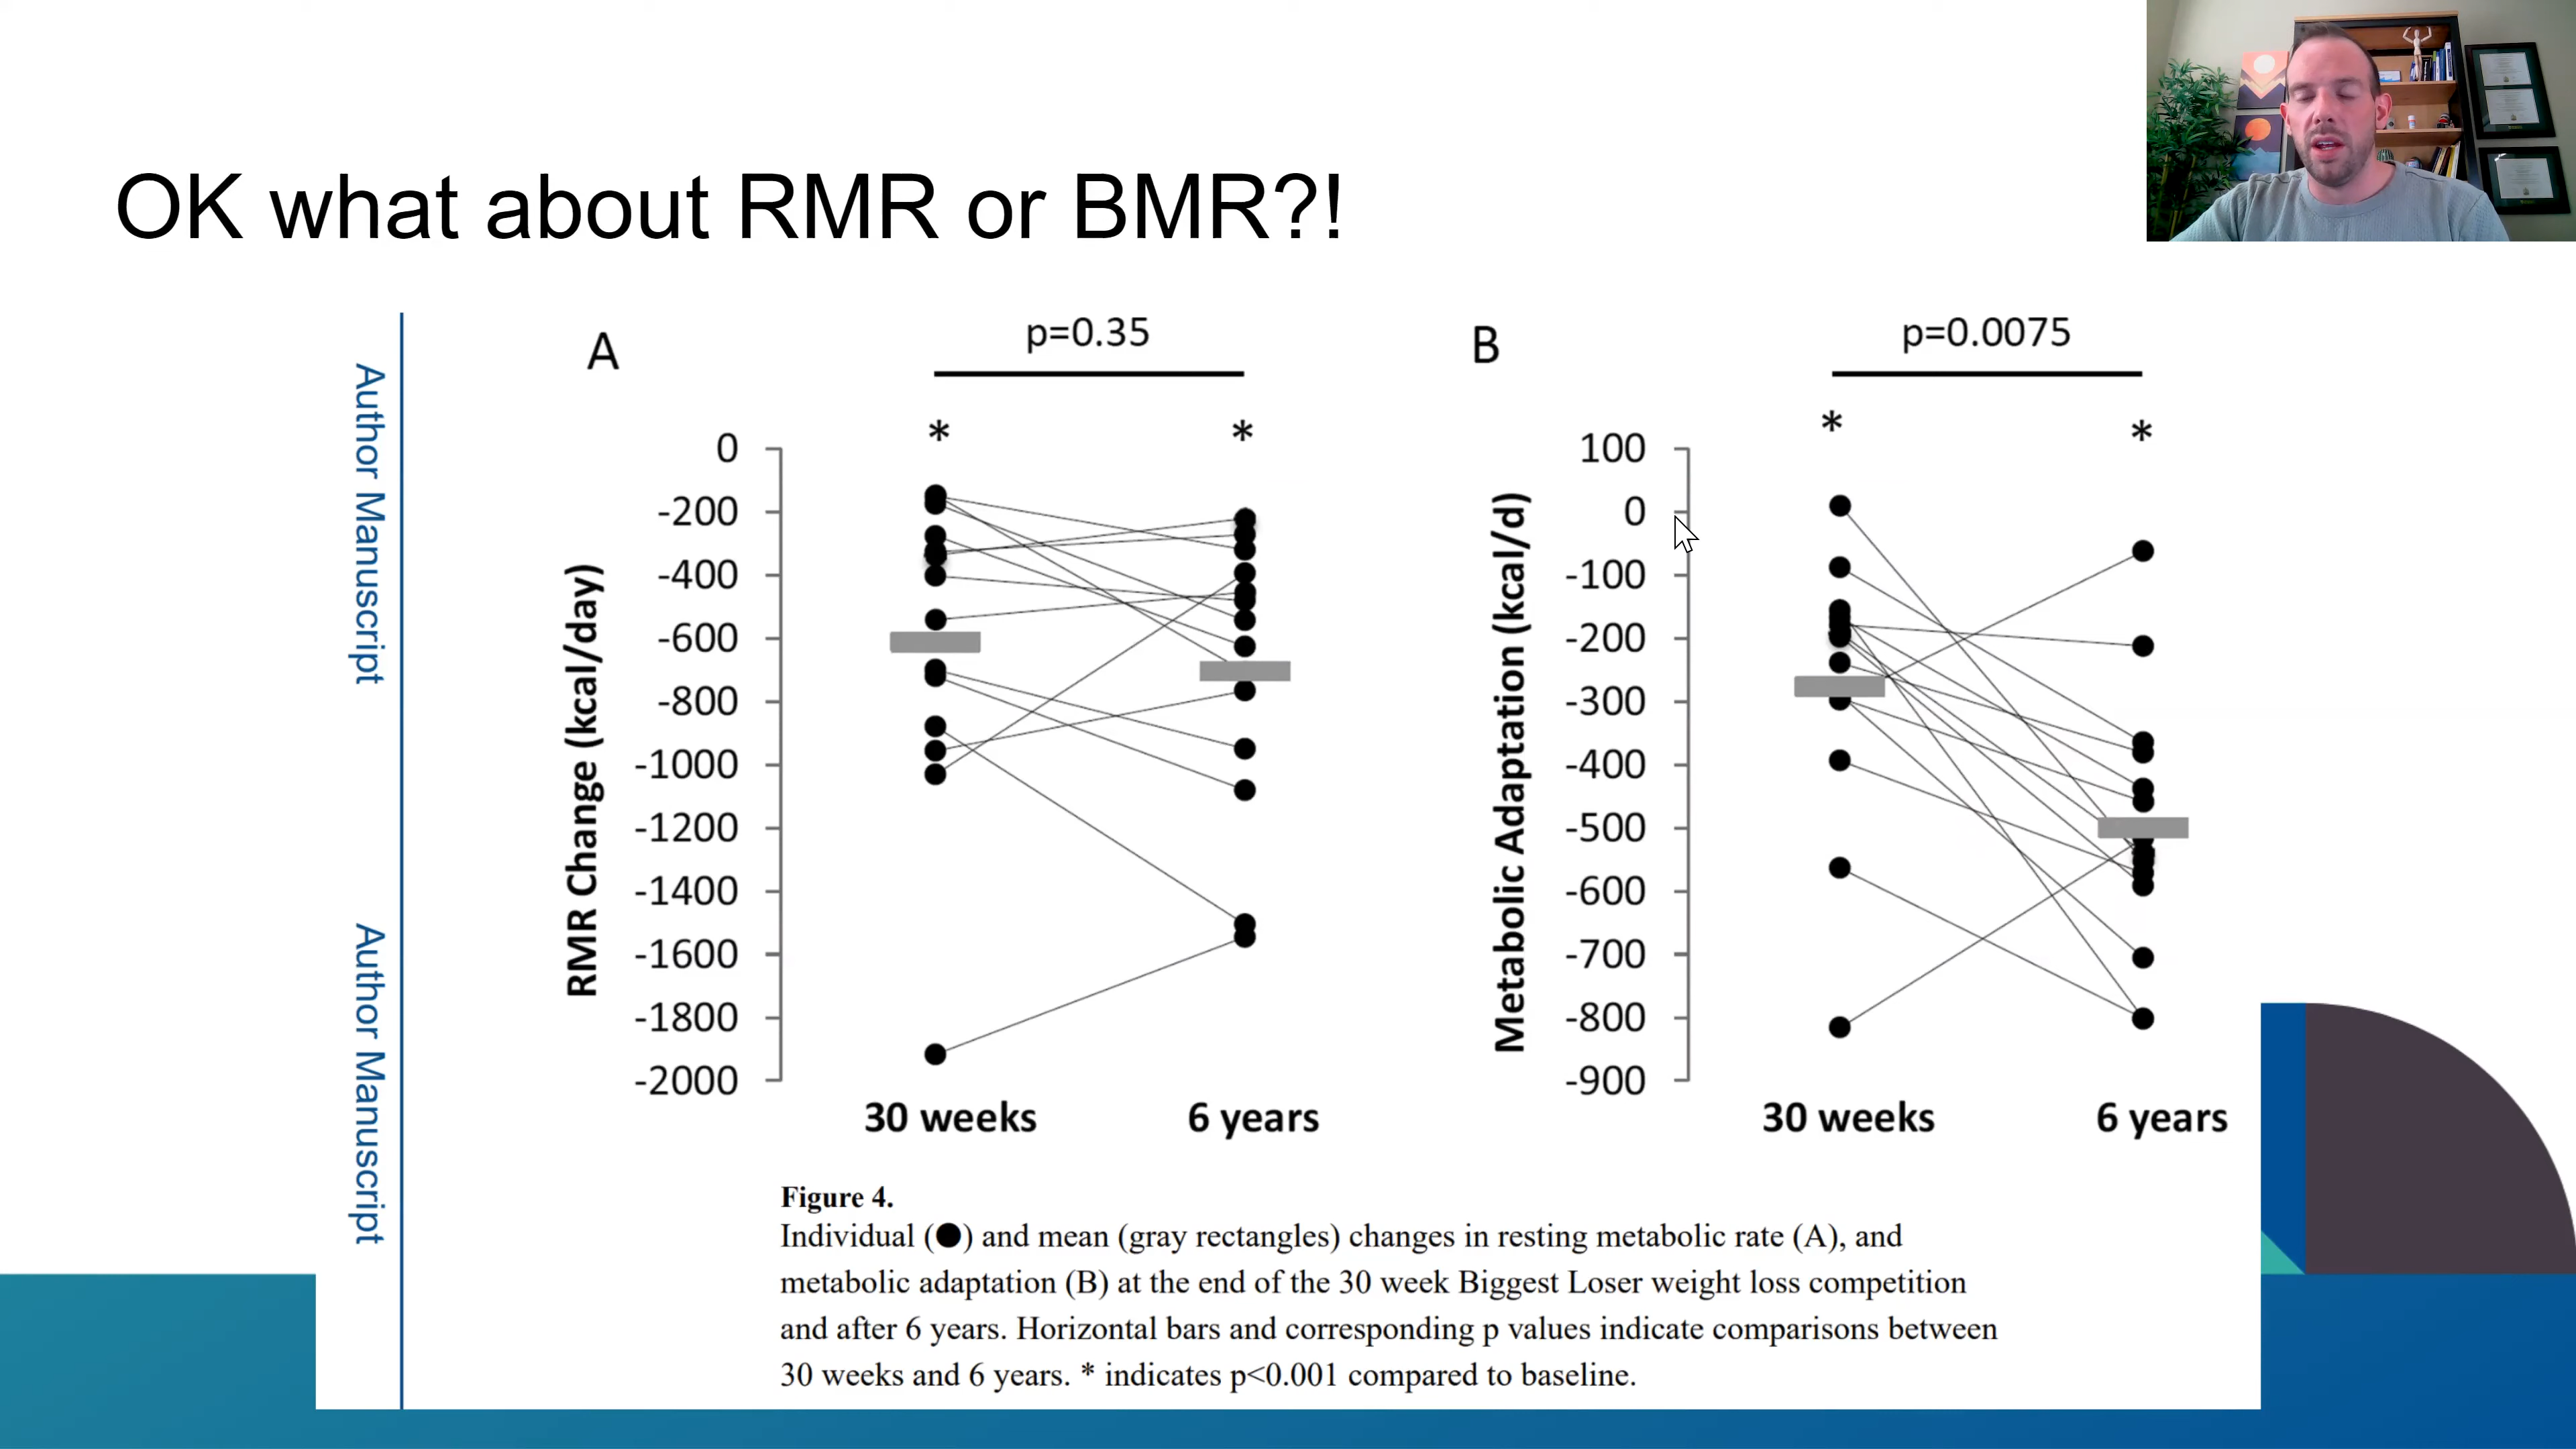 OK what about RMR or BMR?!
Author Manuscript
Author Manuscript
A
p=0.35
*
*
RMR Change (kcal/day)
0
-200
-400
-600
-800
-1000
-1200
-1400
-1600
-1800
-2000
30 weeks
6 years
B
p=0.0075
*
*
Metabolic Adaptation (kcal/d)
100
0
-100
-200
-300
-400
-500
-600
-700
-800
-900
30 weeks
6 years
Figure 4.
Individual (●) and mean (gray rectangles) changes in resting metabolic rate (A), and
metabolic adaptation (B) at the end of the 30 week Biggest Loser weight loss competition
and after 6 years. Horizontal bars and corresponding p values indicate comparisons between
30 weeks and 6 years. * indicates p<0.001 compared to baseline.